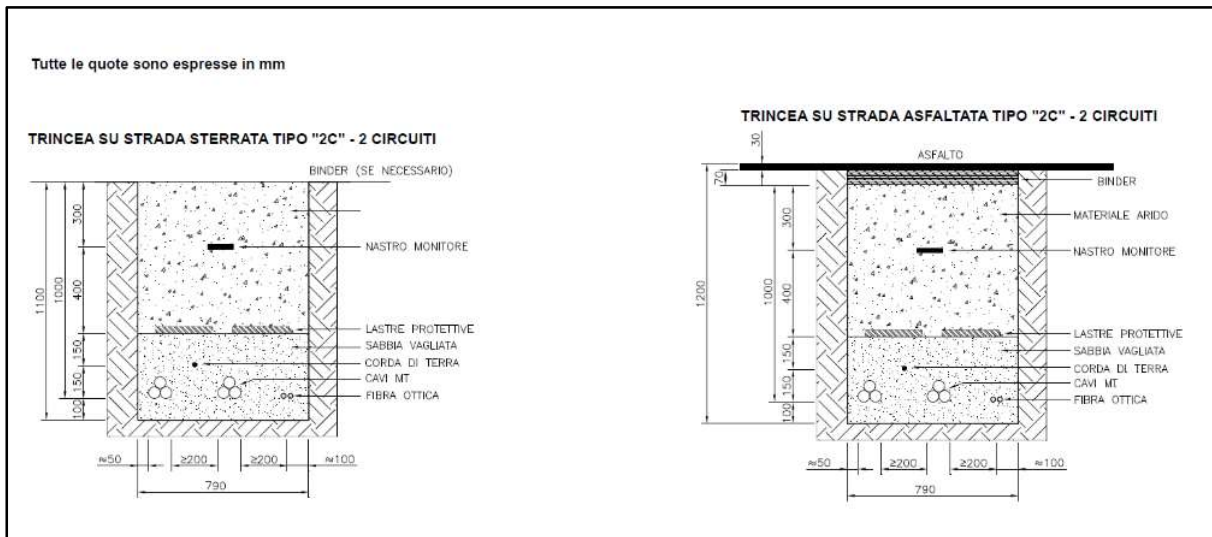 Tutte le quote sono espresse in mm
TRINCEA SU STRADA STERRATA TIPO "2C" - 2 CIRCUITI
BINDER (SE NECESSARIO)
300
400
150
150
100
1000
1100
NASTRO MONITORE
LASTRE PROTETTIVE
SABBIA VAGLIATA
CORDA DI TERRA
CAVI MT
FIBRA OTTICA
≈50
≥200
≥200
≈100
790
TRINCEA SU STRADA ASFALTATA TIPO "2C" - 2 CIRCUITI
30
ASFALTO
70
BINDER
300
MATERIALE ARIDO
NASTRO MONITORE
400
1000
1200
LASTRE PROTETTIVE
150
SABBIA VAGLIATA
CORDA DI TERRA
150
CAVI MT
100
FIBRA OTTICA
≈50
≥200
≥200
≈100
790